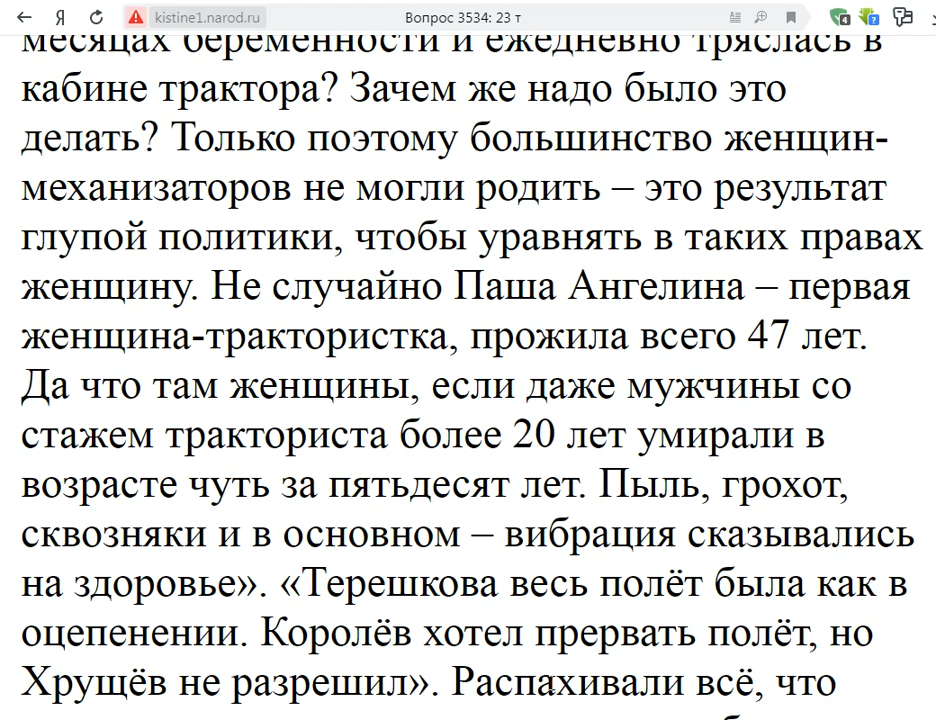 kistine1.narod.ru
Вопрос 3534: 23 т
4
?
месяцах беременности и ежедневно тряслась в
кабине трактора? Зачем же надо было это
делать? Только поэтому большинство женщин-
механизаторов не могли родить – это результат
глупой политики, чтобы уравнять в таких правах
женщину. Не случайно Паша Ангелина – первая
женщина-трактористка, прожила всего 47 лет.
Да что там женщины, если даже мужчины со
стажем тракториста более 20 лет умирали в
возрасте чуть за пятьдесят лет. Пыль, грохот,
сквозняки и в основном – вибрация сказывались
на здоровье». «Терешкова весь полёт была как в
оцепенении. Королёв хотел прервать полёт, но
Хрущёв не разрешил». Распахивали всё, что